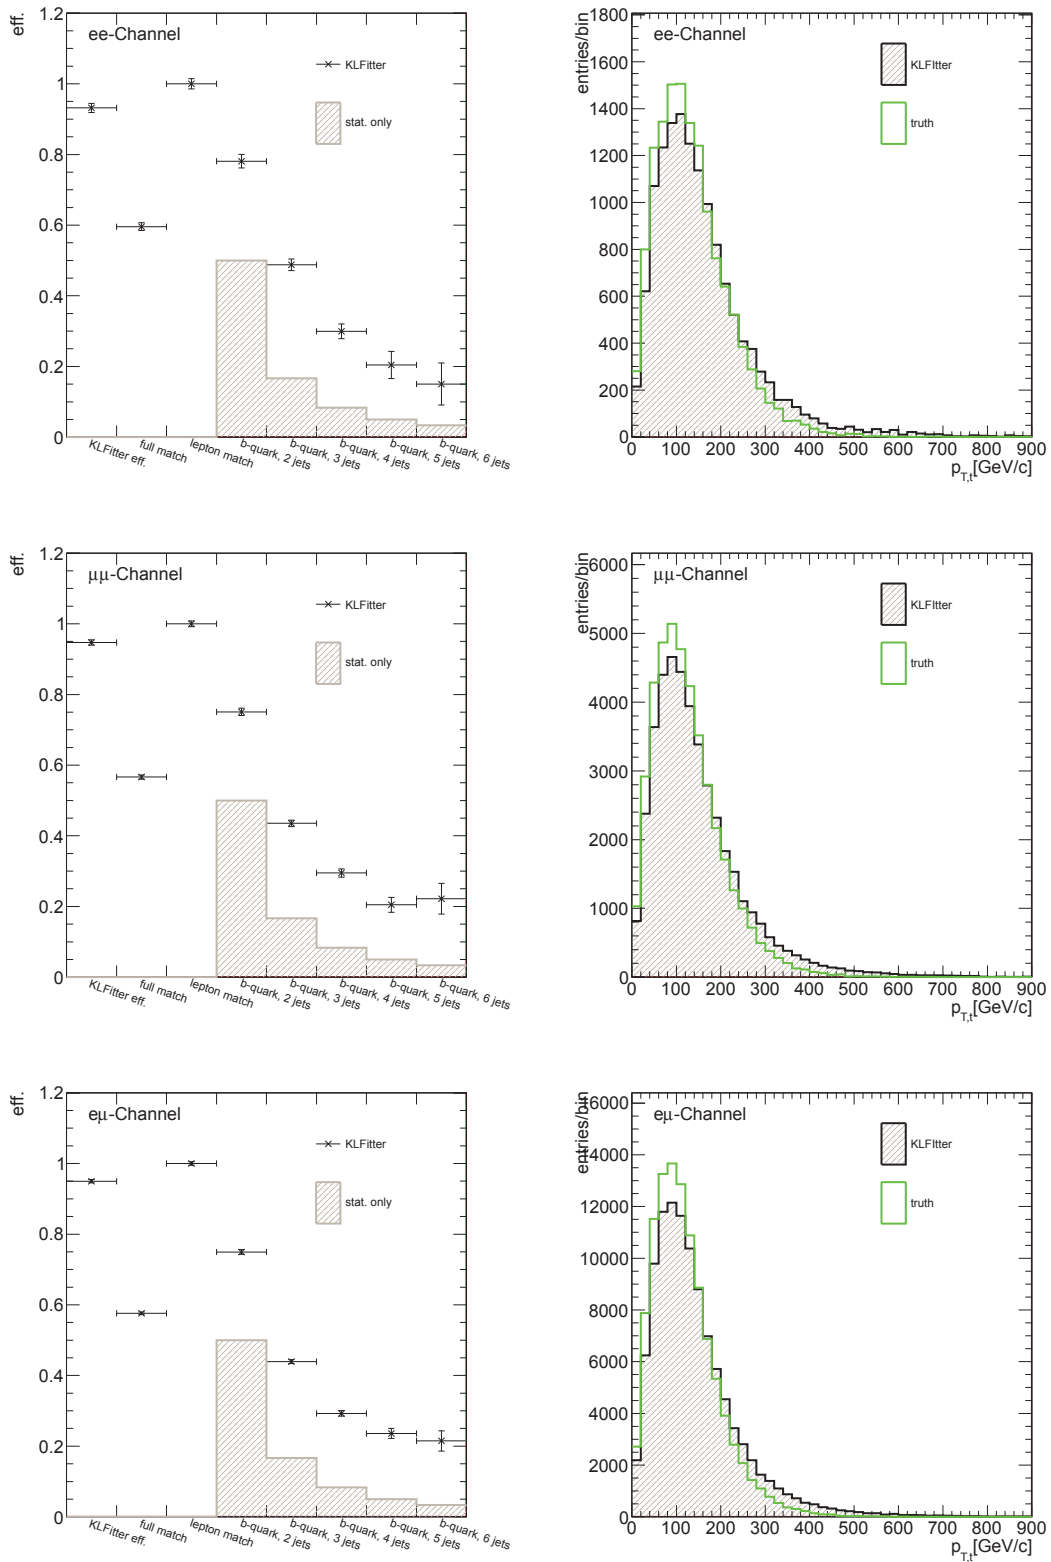 eff.
1.2
1
0.8
0.6
0.4
0.2
0
ee-Channel
KLFitter
stat. only
KLFitter eff.
full match
lepton match
b-quark, 2 jets
b-quark, 3 jets
b-quark, 4 jets
b-quark, 5 jets
b-quark, 6 jets
entries/bin
1800
1600
1400
1200
1000
800
600
400
200
0
ee-Channel
KLFItter
truth
0 100 200 300 400 500 600 700 800 900
p_T,t[GeV/c]
eff.
1.2
1
0.8
0.6
0.4
0.2
0
μμ-Channel
KLFitter
stat. only
KLFitter eff.
full match
lepton match
b-quark, 2 jets
b-quark, 3 jets
b-quark, 4 jets
b-quark, 5 jets
b-quark, 6 jets
entries/bin
6000
5000
4000
3000
2000
1000
0
μμ-Channel
KLFItter
truth
0 100 200 300 400 500 600 700 800 900
p_T,t[GeV/c]
eff.
1.2
1
0.8
0.6
0.4
0.2
0
eμ-Channel
KLFitter
stat. only
KLFitter eff.
full match
lepton match
b-quark, 2 jets
b-quark, 3 jets
b-quark, 4 jets
b-quark, 5 jets
b-quark, 6 jets
entries/bin
16000
14000
12000
10000
8000
6000
4000
2000
0
eμ-Channel
KLFItter
truth
0 100 200 300 400 500 600 700 800 900
p_T,t[GeV/c]